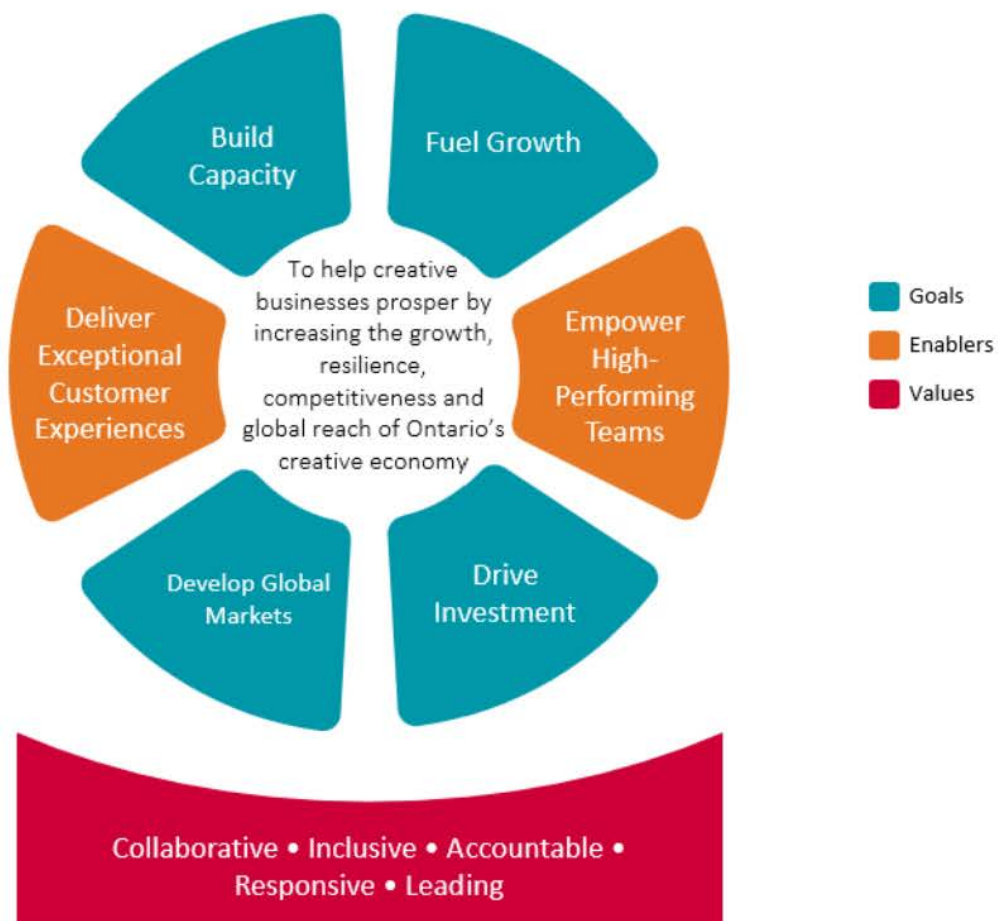 Build
Capacity
Fuel Growth
Deliver
Exceptional
Customer
Experiences
To help creative
businesses prosper by
increasing the growth,
resilience,
competitiveness and
global reach of Ontario’s
creative economy
Empower
High-
Performing
Teams
Develop Global
Markets
Drive
Investment
Goals
Enablers
Values
Collaborative • Inclusive • Accountable •
Responsive • Leading